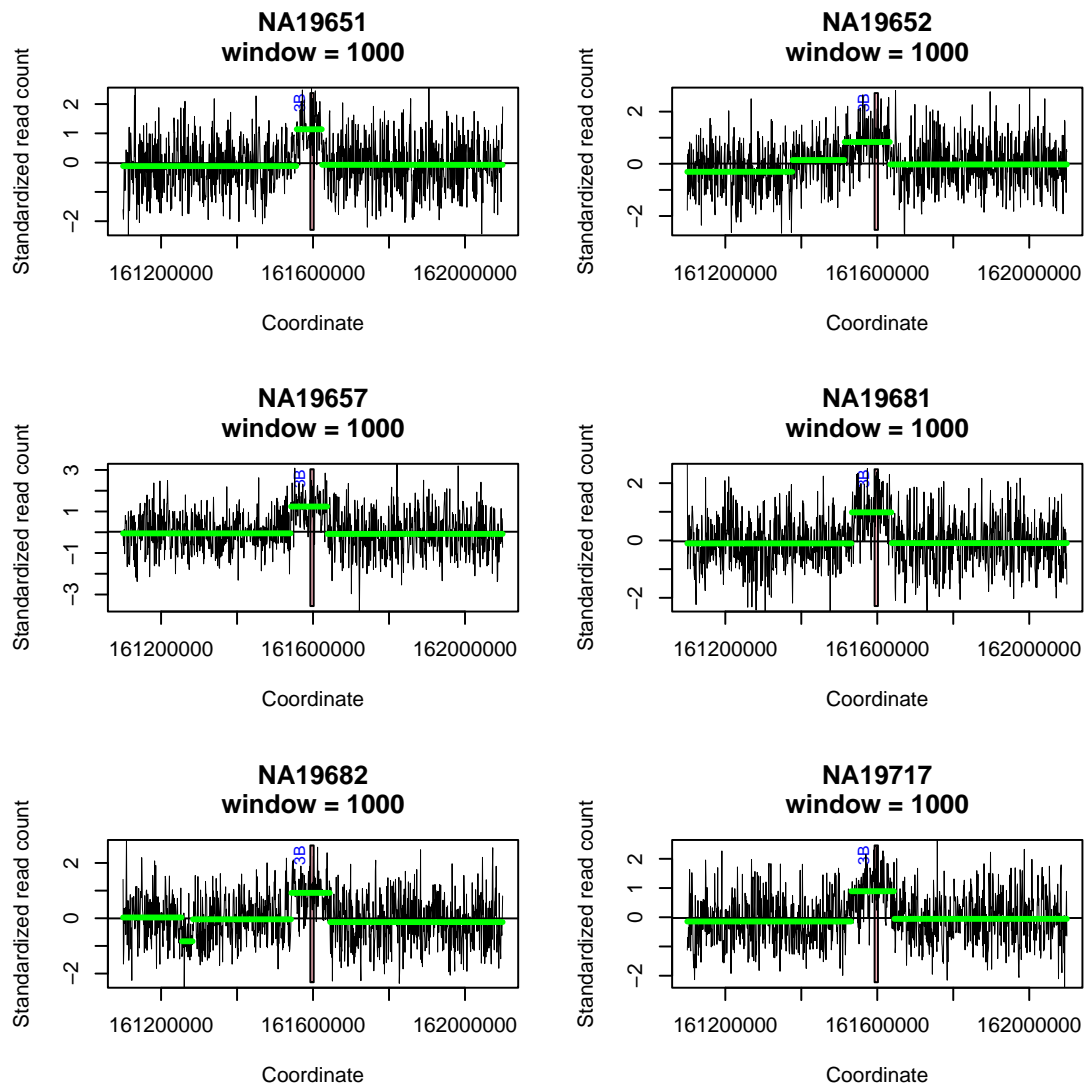 NA19651
window = 1000
Standardized read count
2
1
0
−2
3B
161200000 161600000 162000000
Coordinate
NA19652
window = 1000
Standardized read count
2
0
−2
3B
161200000 161600000 162000000
Coordinate
NA19657
window = 1000
Standardized read count
3
1
−1
−3
3B
161200000 161600000 162000000
Coordinate
NA19681
window = 1000
Standardized read count
2
1
0
−2
3B
161200000 161600000 162000000
Coordinate
NA19682
window = 1000
Standardized read count
2
0
−2
3B
161200000 161600000 162000000
Coordinate
NA19717
window = 1000
Standardized read count
2
1
0
−2
3B
161200000 161600000 162000000
Coordinate